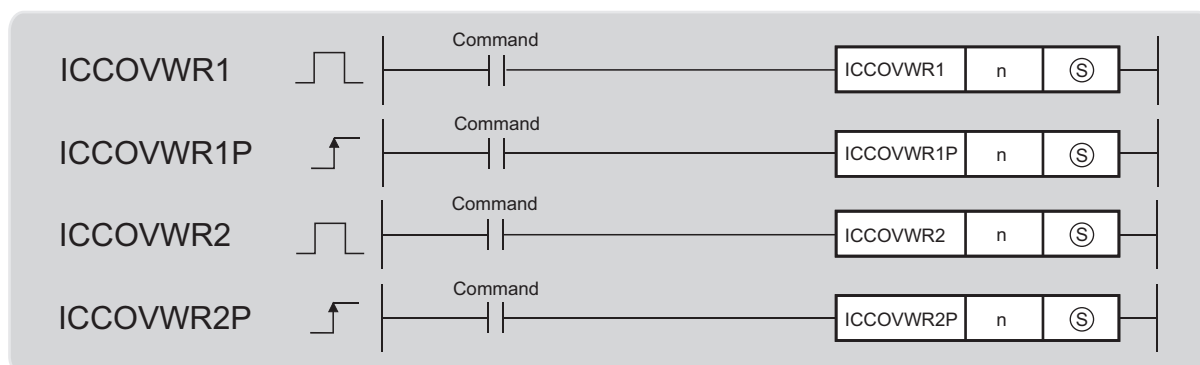 Command
ICCOVWR1 ICCOVWR1 n Ⓢ
Command
ICCOVWR1P ICCOVWR1P n Ⓢ
Command
ICCOVWR2 ICCOVWR2 n Ⓢ
Command
ICCOVWR2P ICCOVWR2P n Ⓢ